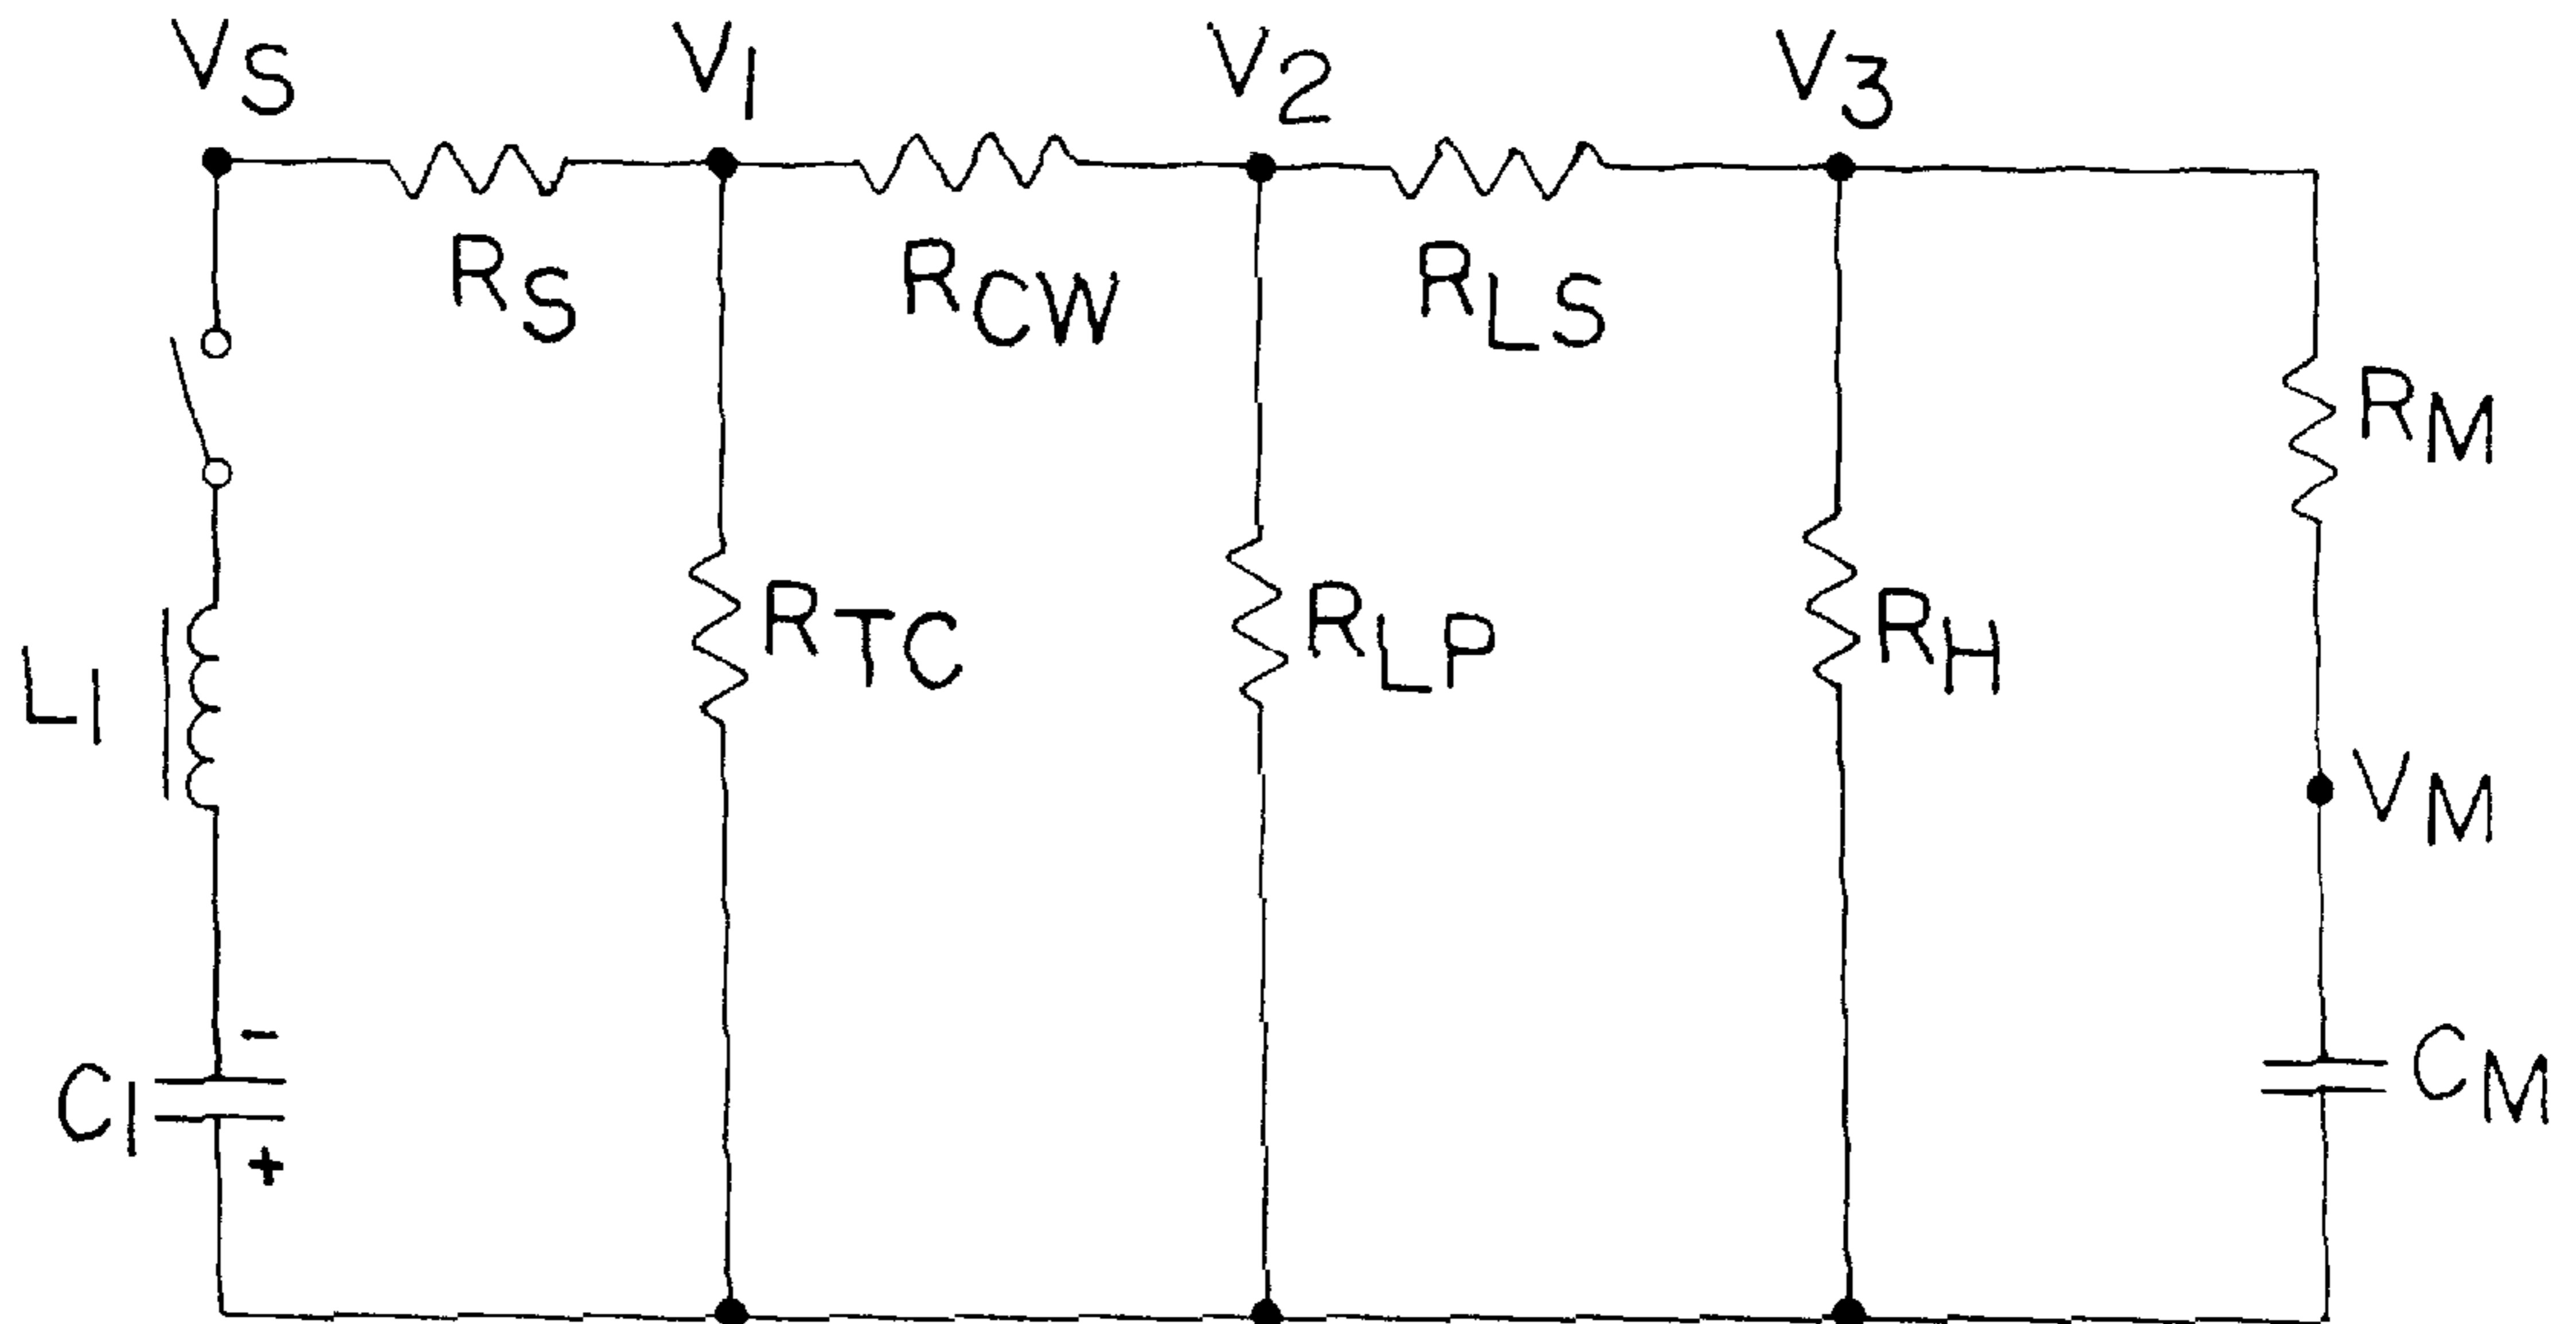 VS V1 V2 V3
RS RCW RLS
RM
RTC RLP RH
L1
VM
-
C1 CM
+